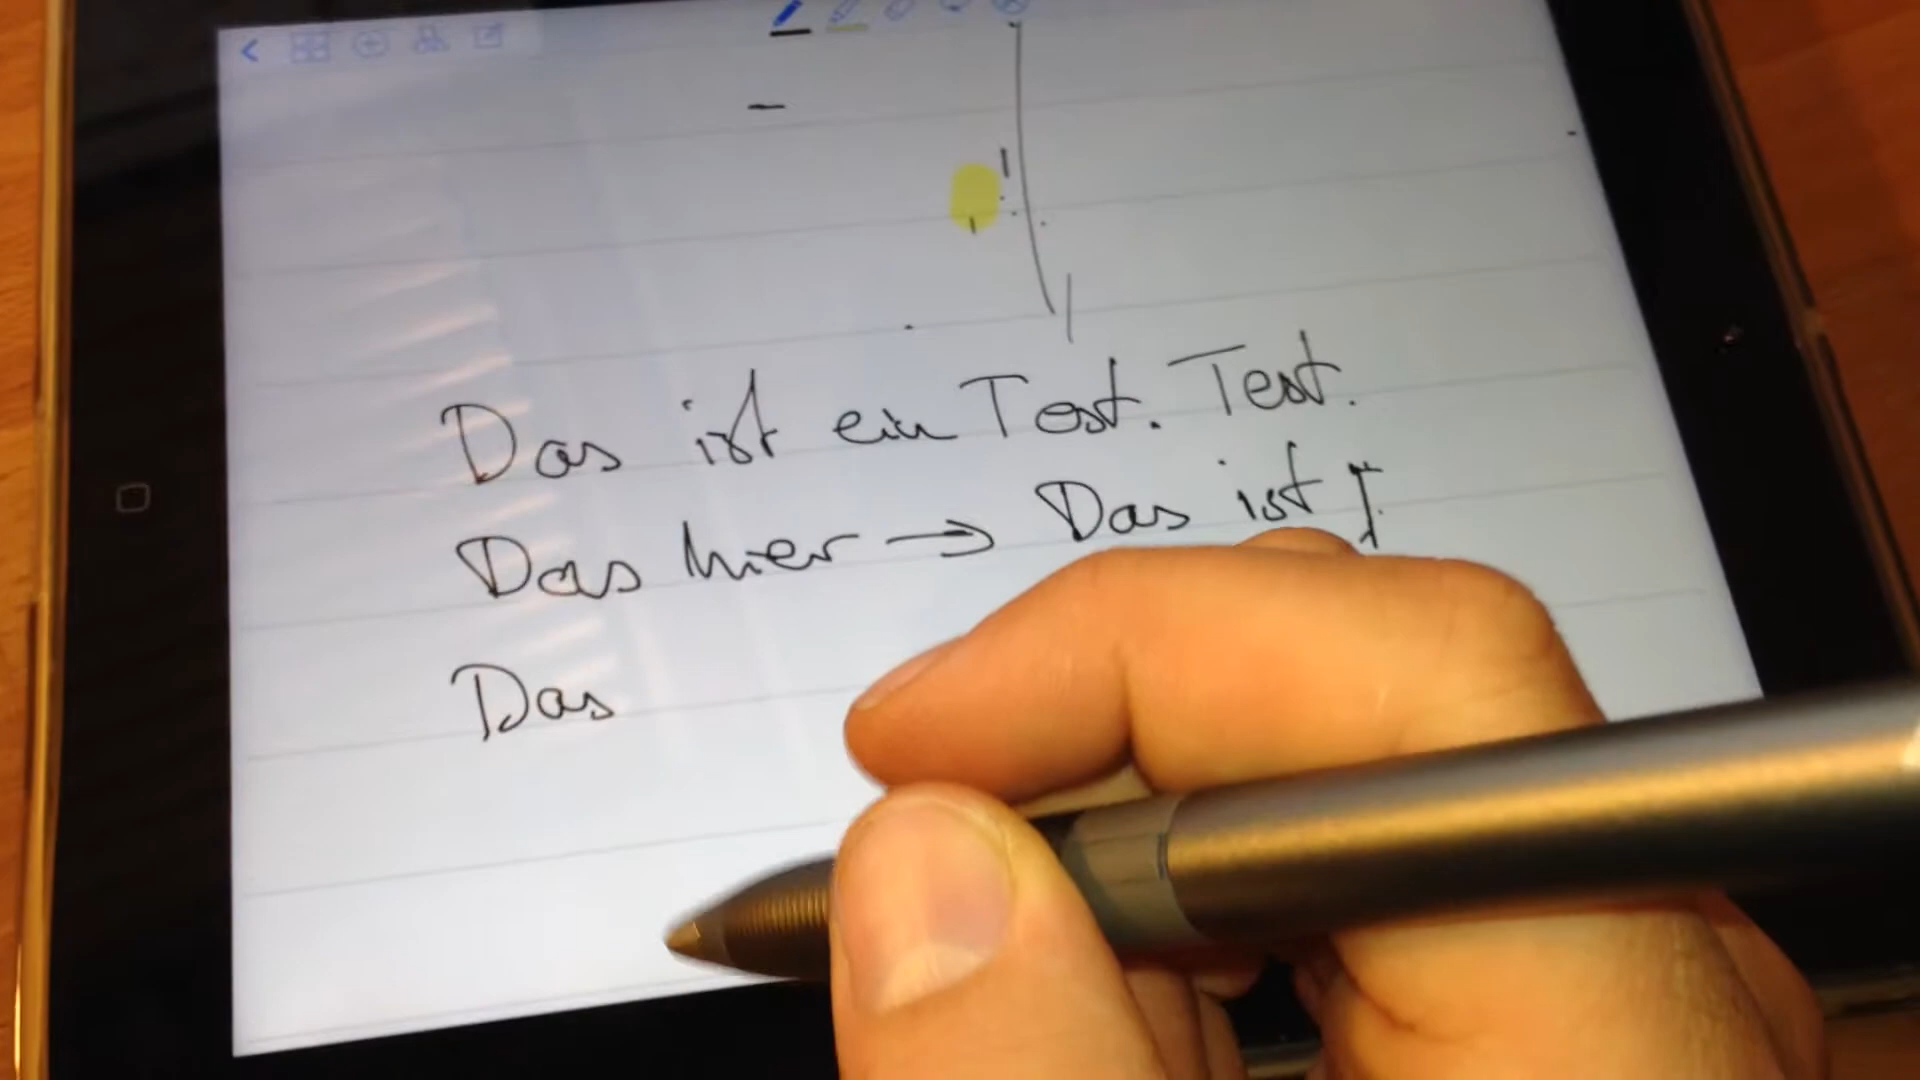 Das ist ein Test. Test.
Das hier → Das ist
Das